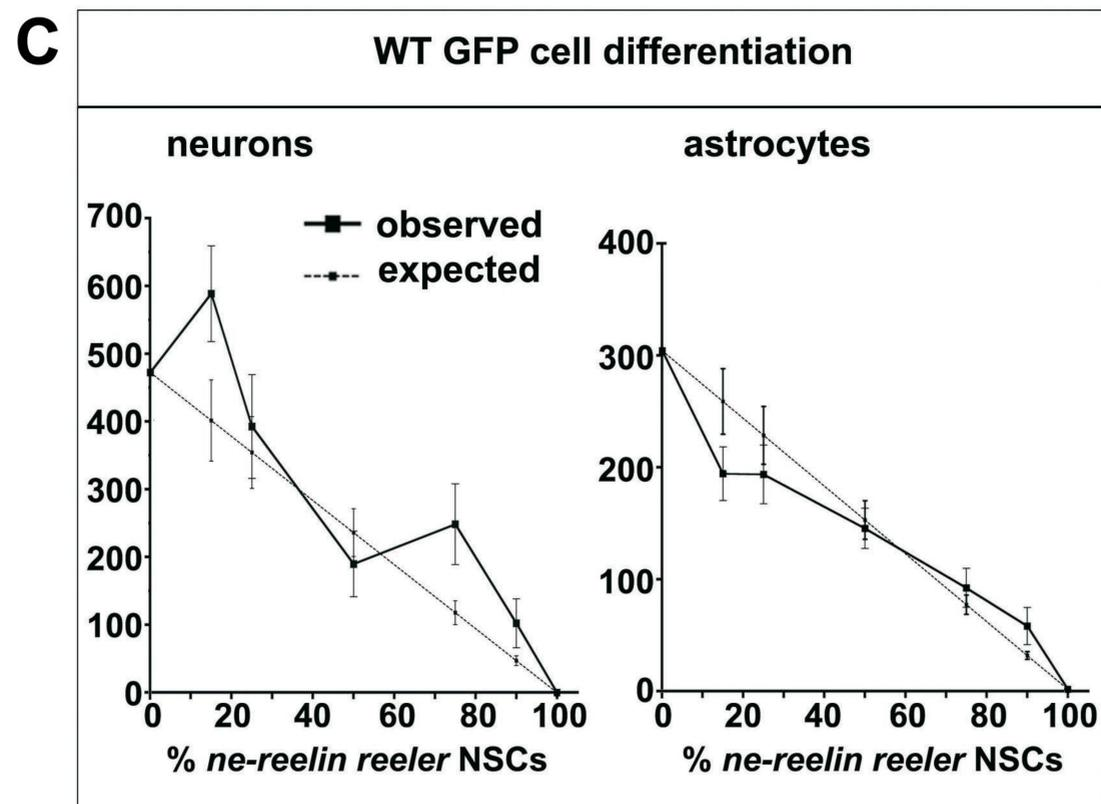 C
WT GFP cell differentiation
neurons
700
600
500
400
300
200
100
0
observed
expected
0 20 40 60 80 100
% ne-reelin reeler NSCs
astrocytes
400
300
200
100
0
0 20 40 60 80 100
% ne-reelin reeler NSCs